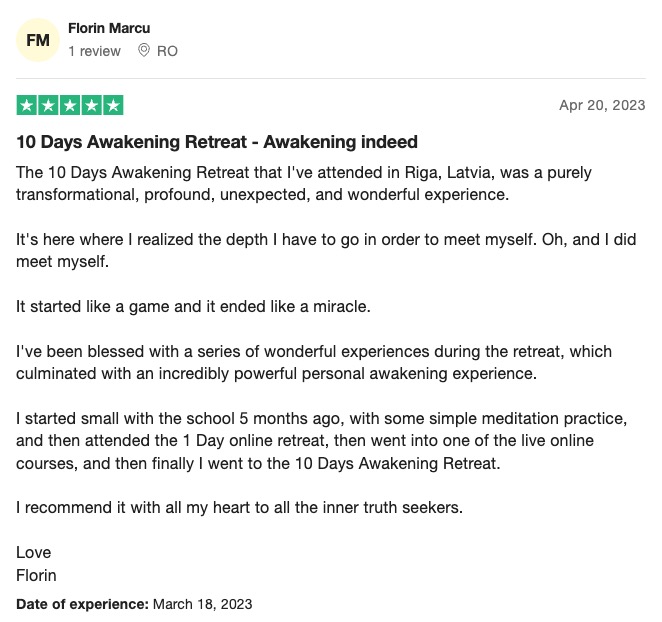 FM
Florin Marcu
1 review RO
Apr 20, 2023
10 Days Awakening Retreat - Awakening indeed
The 10 Days Awakening Retreat that I've attended in Riga, Latvia, was a purely
transformational, profound, unexpected, and wonderful experience.
It's here where I realized the depth I have to go in order to meet myself. Oh, and I did
meet myself.
It started like a game and it ended like a miracle.
I've been blessed with a series of wonderful experiences during the retreat, which
culminated with an incredibly powerful personal awakening experience.
I started small with the school 5 months ago, with some simple meditation practice,
and then attended the 1 Day online retreat, then went into one of the live online
courses, and then finally I went to the 10 Days Awakening Retreat.
I recommend it with all my heart to all the inner truth seekers.
Love
Florin
Date of experience: March 18, 2023